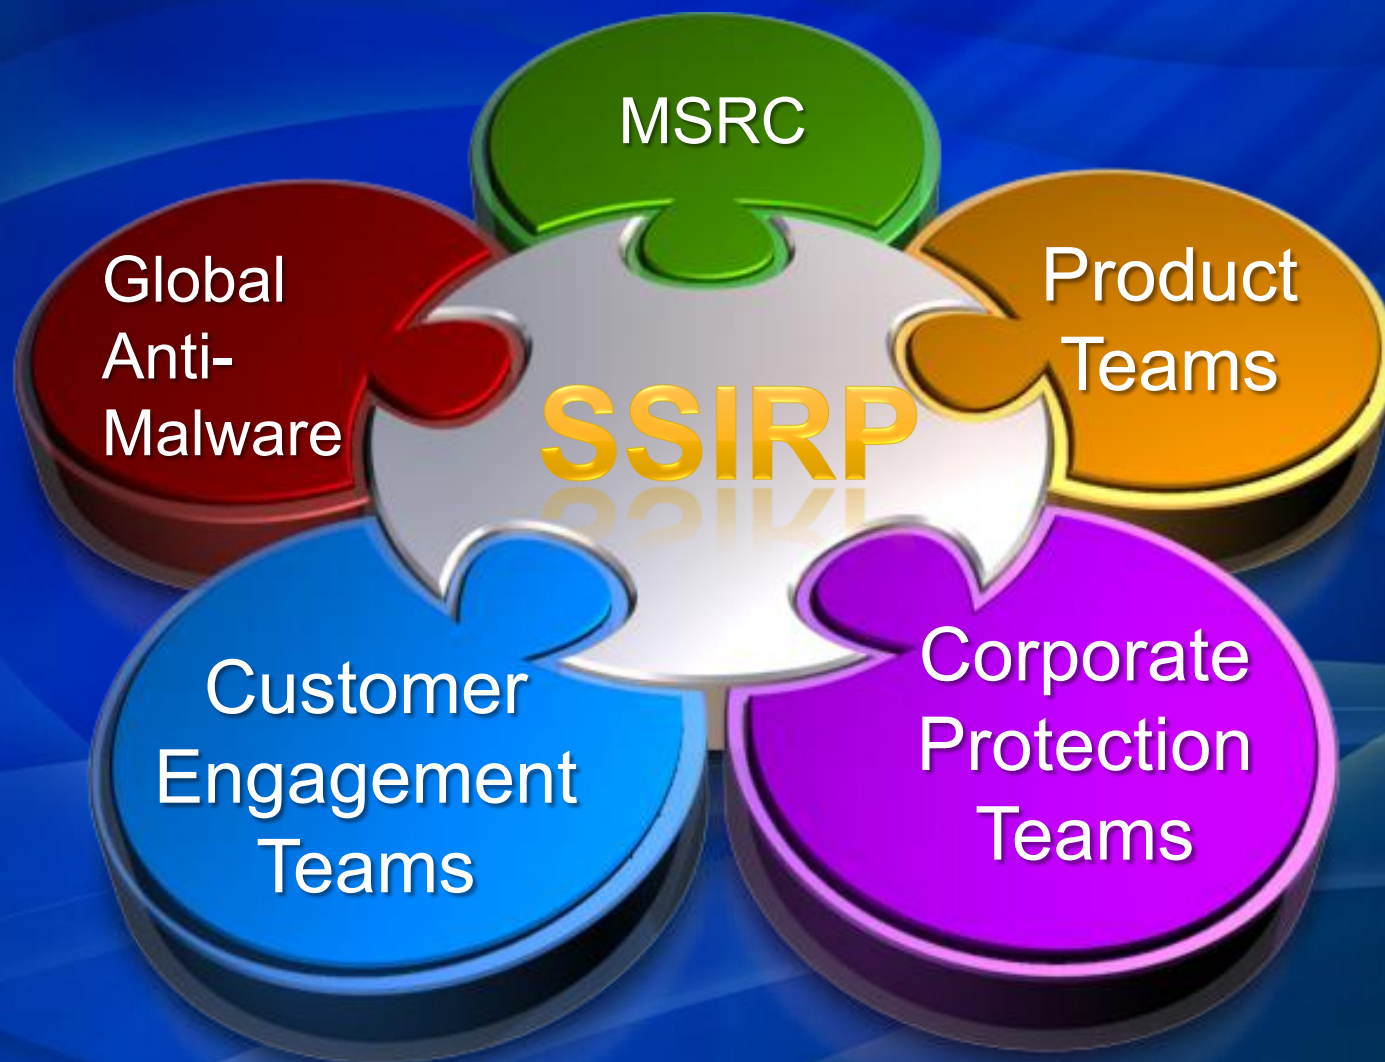 MSRC
Global
Anti-
Malware
Product
Teams
SSIRP
Customer
Engagement
Teams
Corporate
Protection
Teams